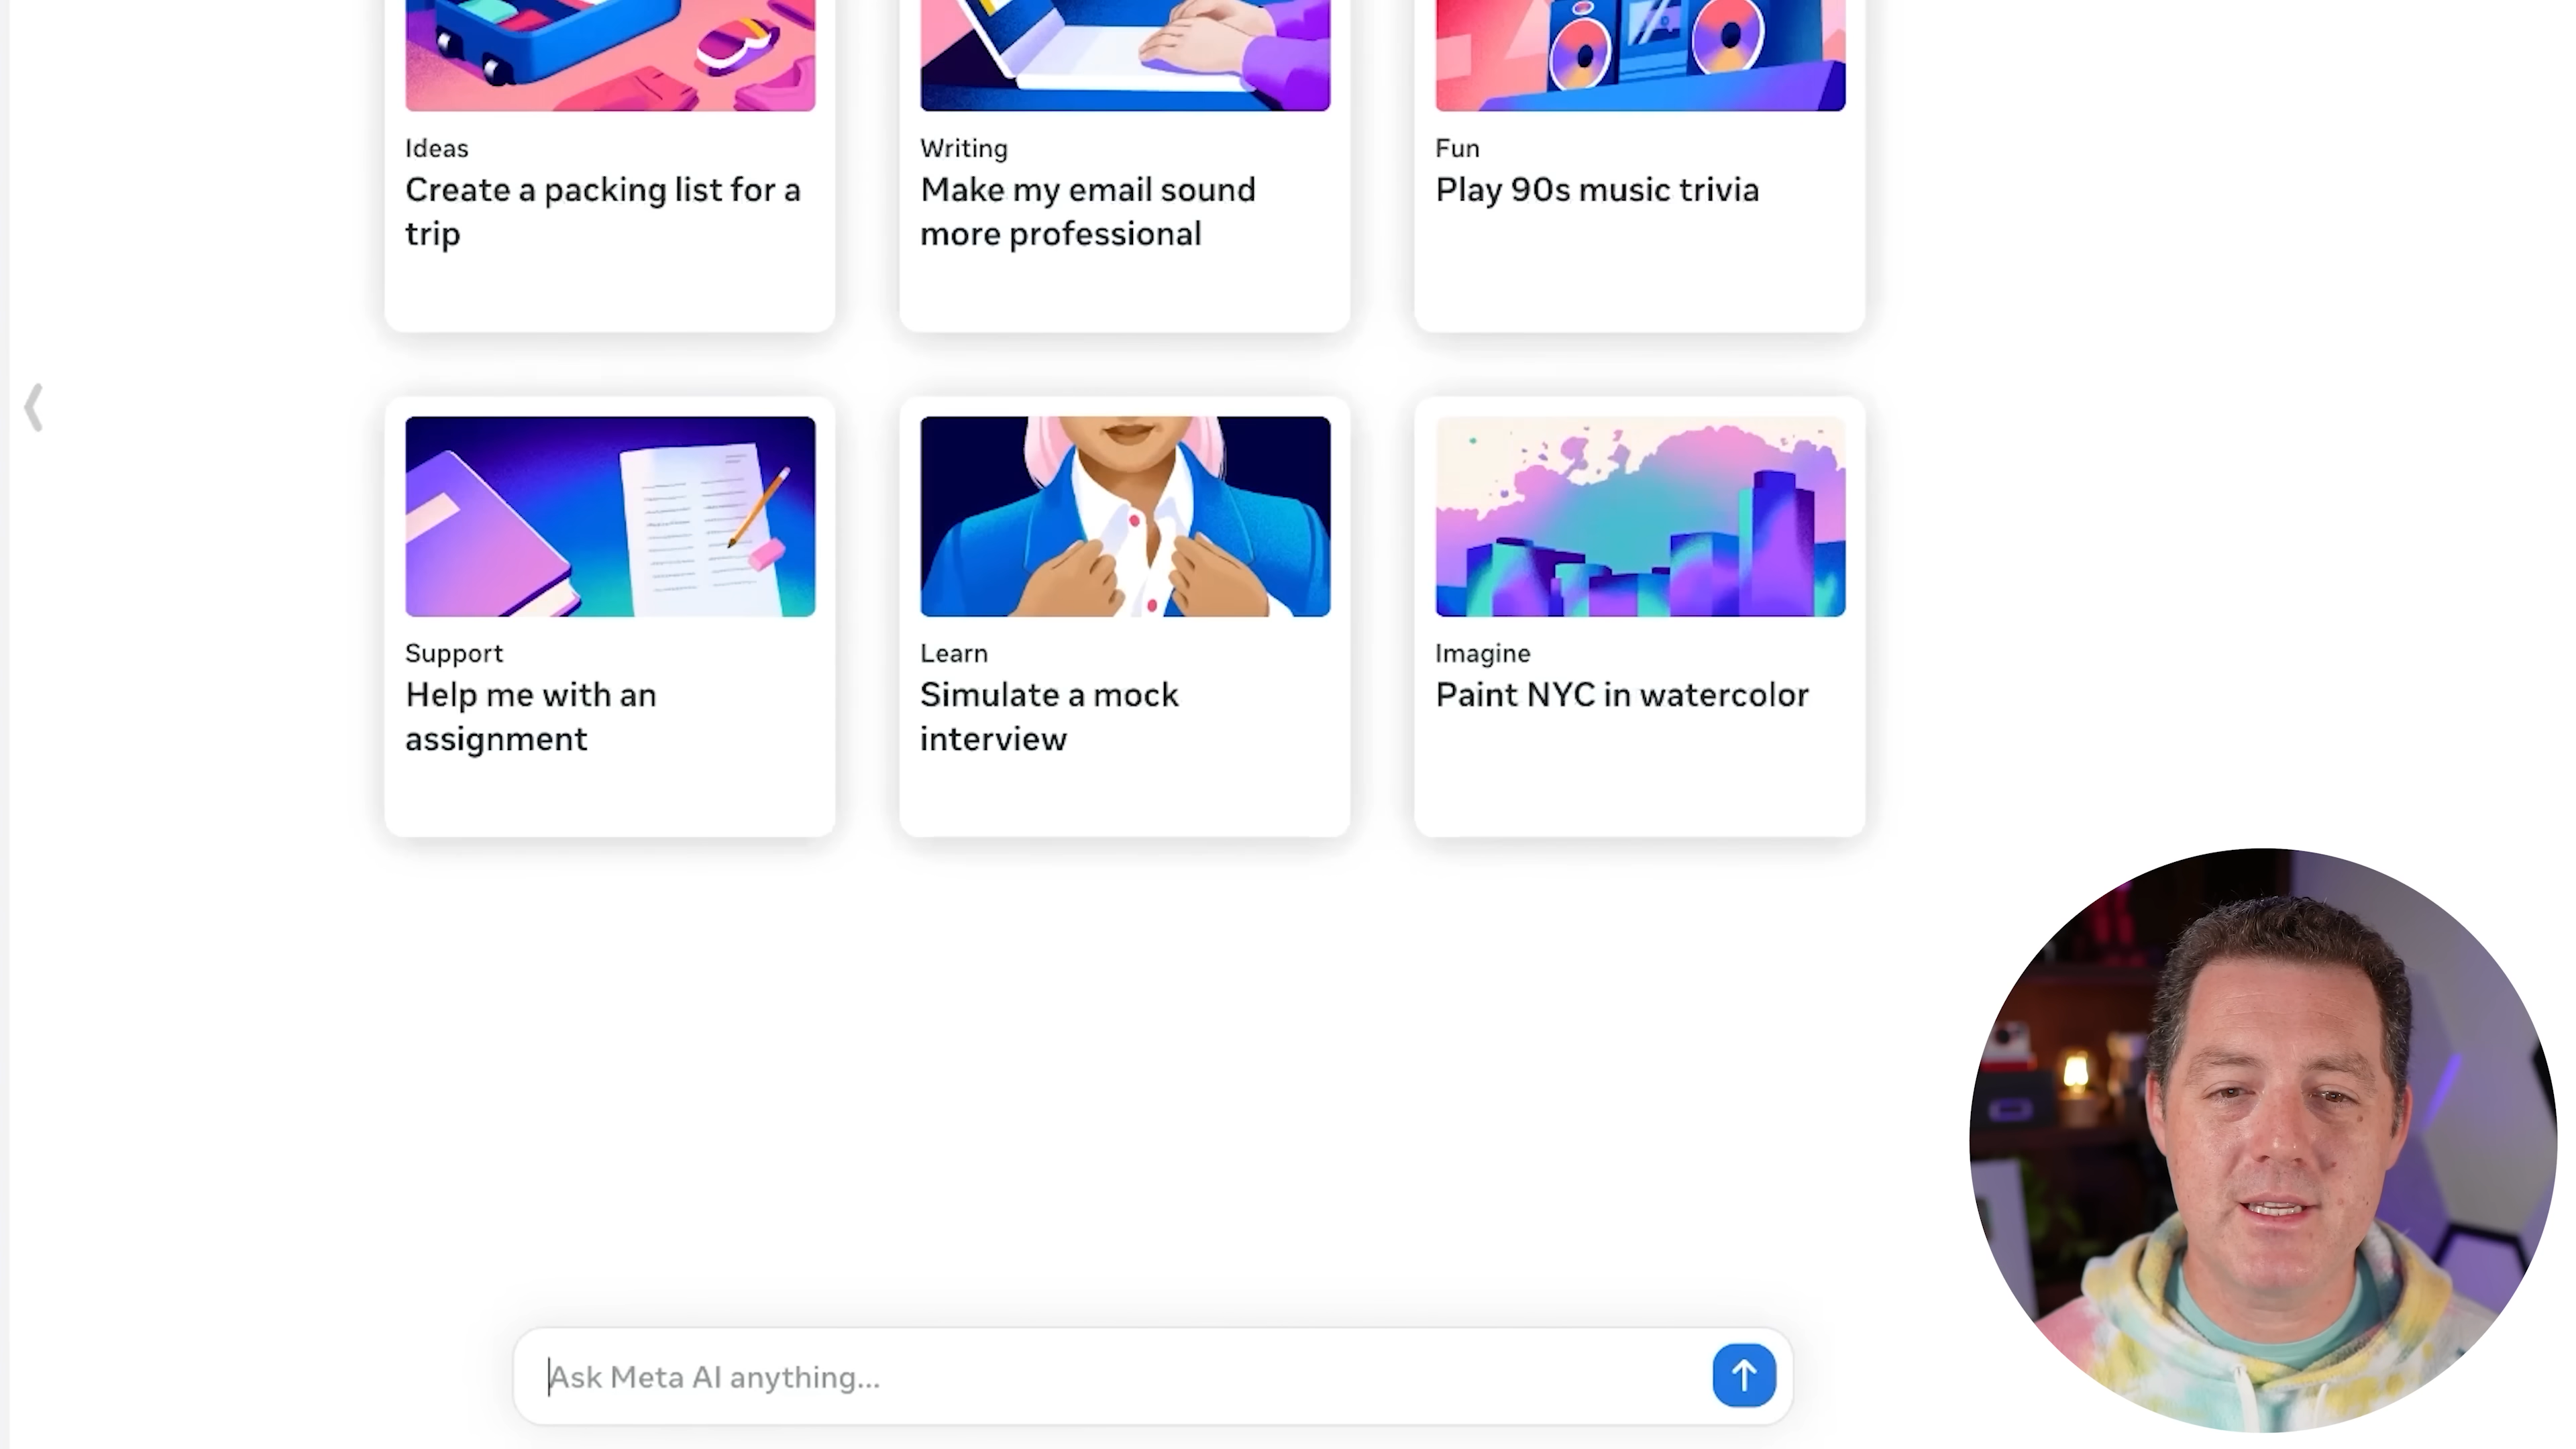 Ideas
Create a packing list for a
trip
Writing
Make my email sound
more professional
Fun
Play 90s music trivia
Support
Help me with an
assignment
Learn
Simulate a mock
interview
Imagine
Paint NYC in watercolor
Ask Meta AI anything...